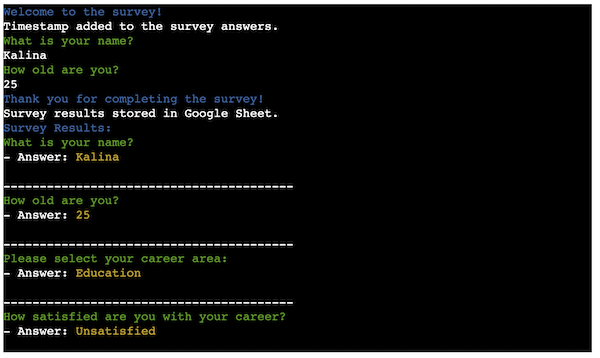 Welcome to the survey!
Timestamp added to the survey answers.
What is your name?
Kalina
How old are you?
25
Thank you for completing the survey!
Survey results stored in Google Sheet.
Survey Results:
What is your name?
- Answer: Kalina
----------------------------------------
How old are you?
- Answer: 25
----------------------------------------
Please select your career area:
- Answer: Education
----------------------------------------
How satisfied are you with your career?
- Answer: Unsatisfied